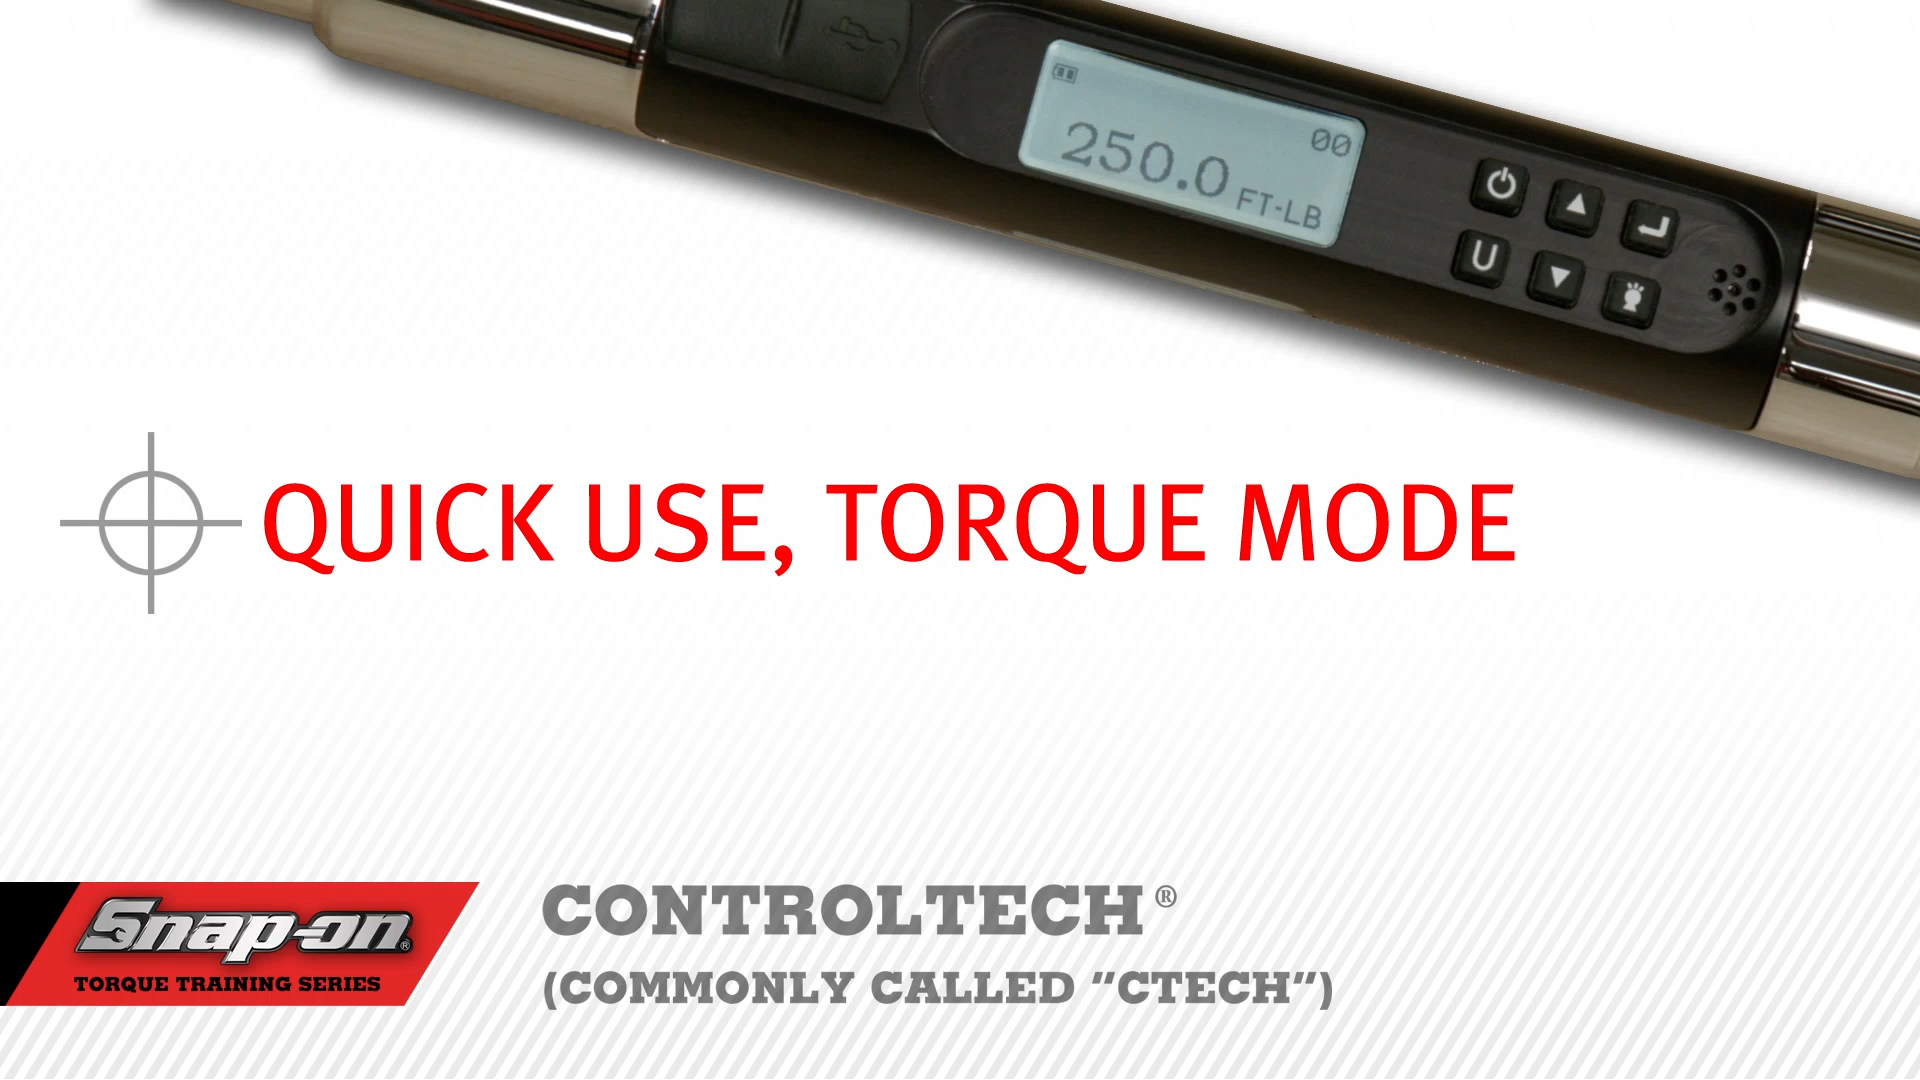 00
250.0 FT-LB
U
QUICK USE, TORQUE MODE
Snap-on®
TORQUE TRAINING SERIES
CONTROLTECH®
(COMMONLY CALLED "CTECH")